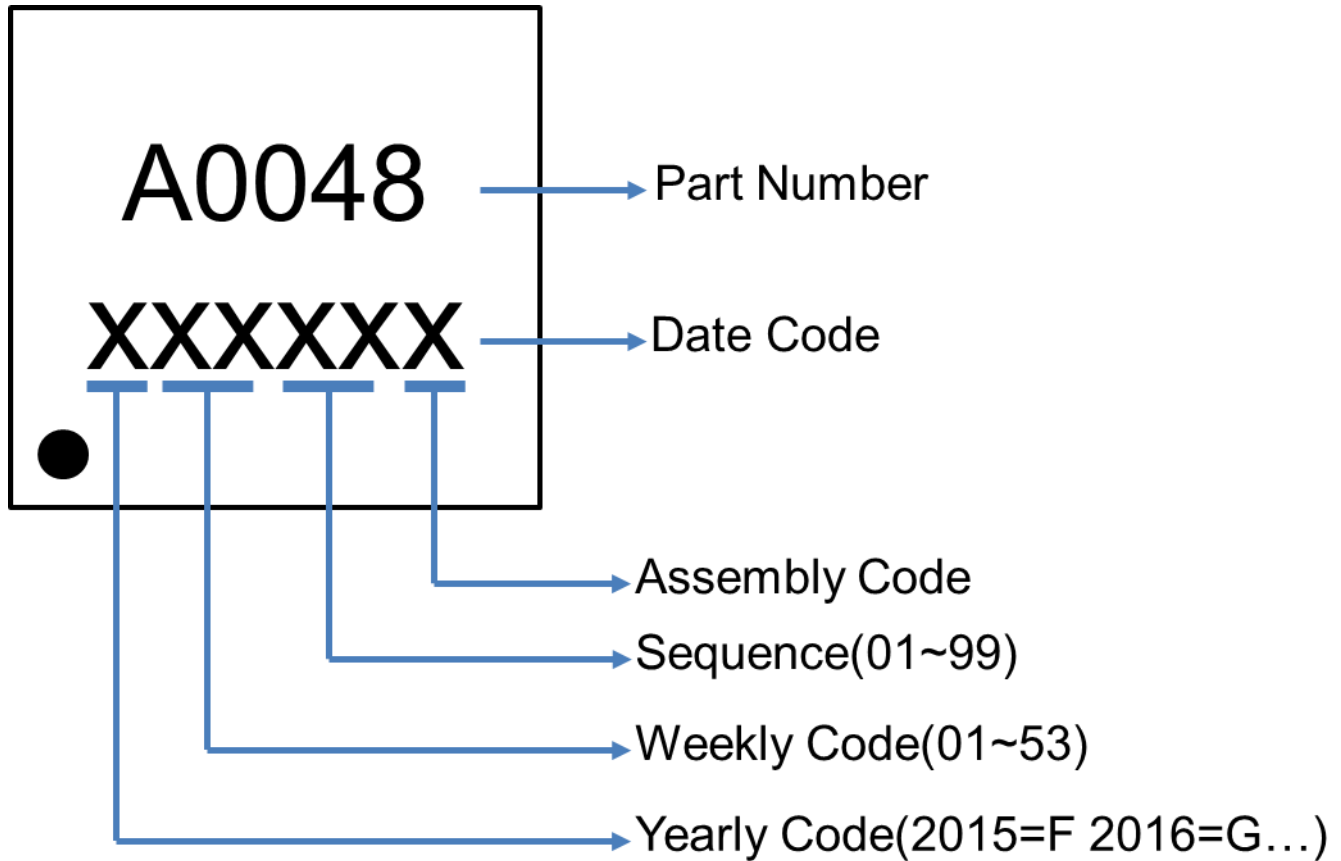 A0048
Part Number
XXXXXX
Date Code
Assembly Code
Sequence(01~99)
Weekly Code(01~53)
Yearly Code(2015=F 2016=G…)